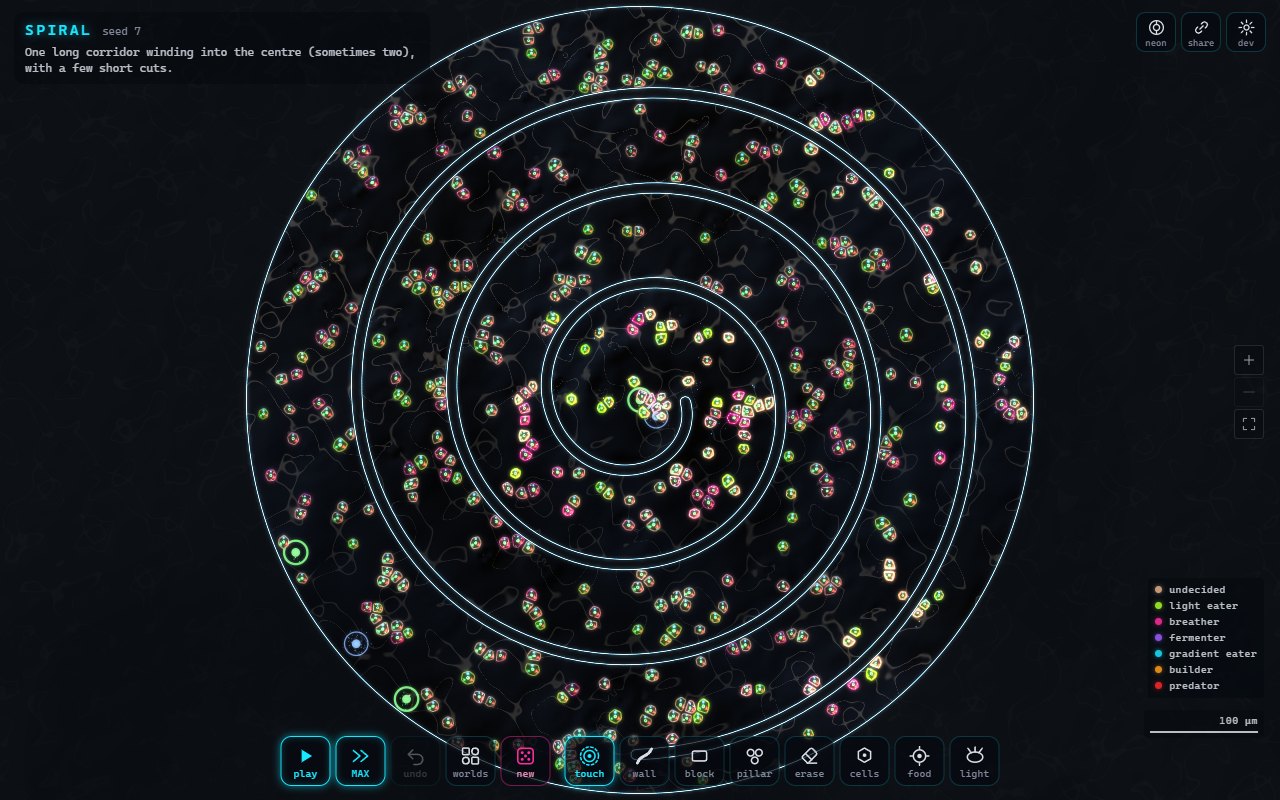 SPIRAL seed 7
One long corridor winding into the centre (sometimes two),
with a few short cuts.
neon share dev
undecided
light eater
breather
fermenter
gradient eater
builder
predator
100 µm
play MAX undo worlds new touch wall block pillar erase cells food light